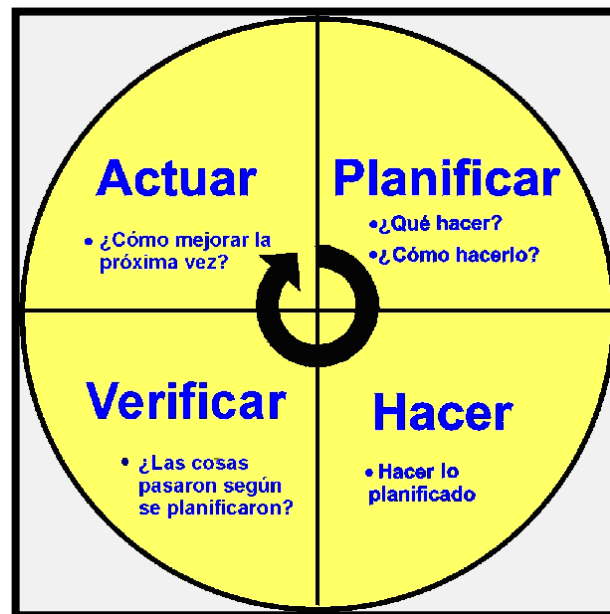 Actuar
• ¿Cómo mejorar la
próxima vez?
Planificar
•¿Qué hacer?
•¿Cómo hacerlo?
Verificar
• ¿Las cosas
pasaron según
se planificaron?
Hacer
• Hacer lo
planificado